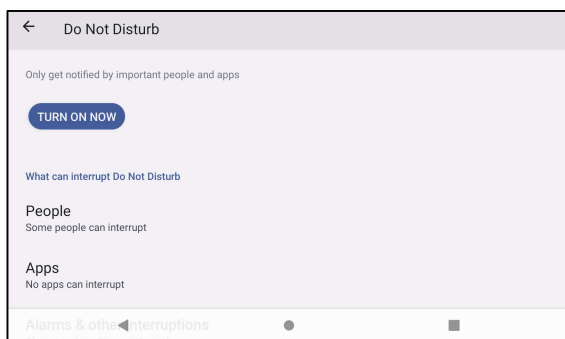 Do Not Disturb
Only get notified by important people and apps
TURN ON NOW
What can interrupt Do Not Disturb
People
Some people can interrupt
Apps
No apps can interrupt
Alarms & other interruptions